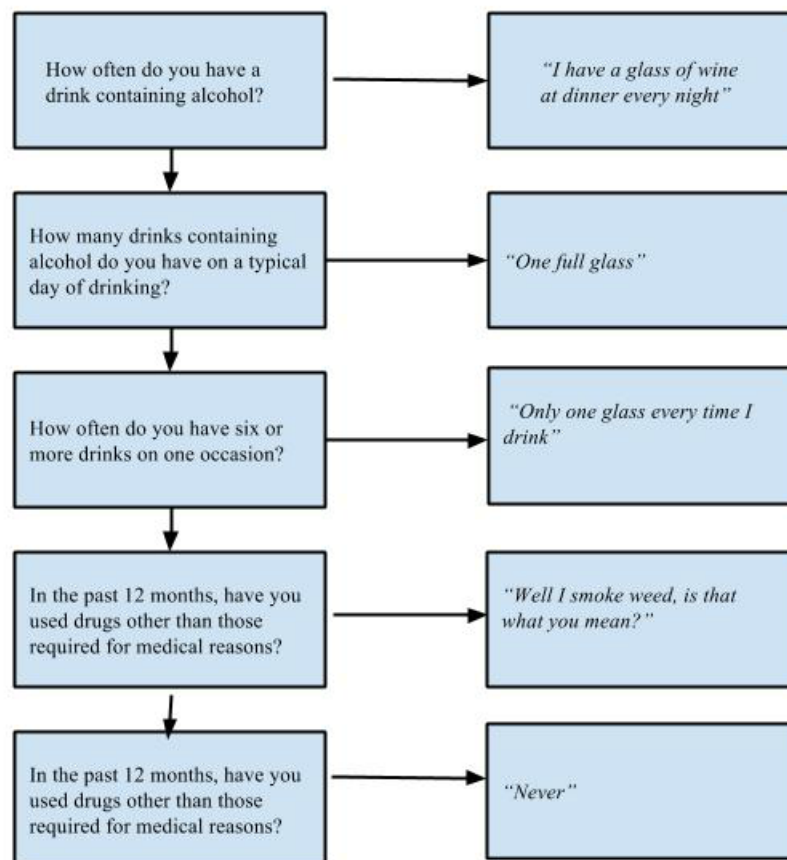 How often do you have a
drink containing alcohol?
“I have a glass of wine
at dinner every night”
How many drinks containing
alcohol do you have on a typical
day of drinking?
“One full glass”
How often do you have six or
more drinks on one occasion?
“Only one glass every time I
drink”
In the past 12 months, have you
used drugs other than those
required for medical reasons?
“Well I smoke weed, is that
what you mean?”
In the past 12 months, have you
used drugs other than those
required for medical reasons?
“Never”